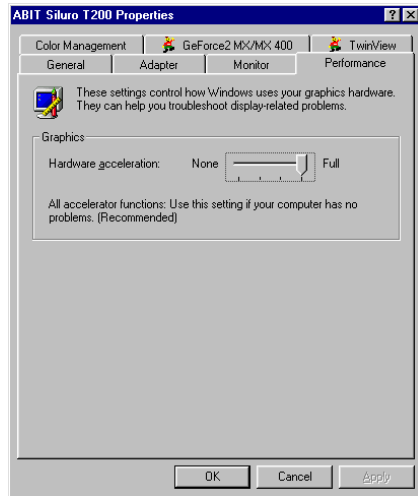 ABIT Siluro T200 Properties
Color Management GeForce2 MX/MX 400 TwinView
General Adapter Monitor Performance
These settings control how Windows uses your graphics hardware.
They can help you troubleshoot display-related problems.
Graphics
Hardware acceleration: None Full
All accelerator functions: Use this setting if your computer has no
problems. (Recommended)
OK Cancel Apply